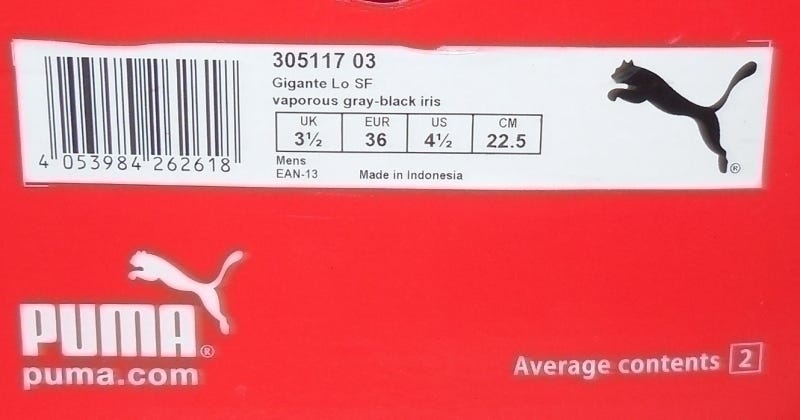 305117 03
Gigante Lo SF
vaporous gray-black iris
UK EUR US CM
3½ 36 4½ 22.5
Mens
EAN-13 Made in Indonesia
4 053984 262618
®
PUMA®
puma.com
Average contents 2